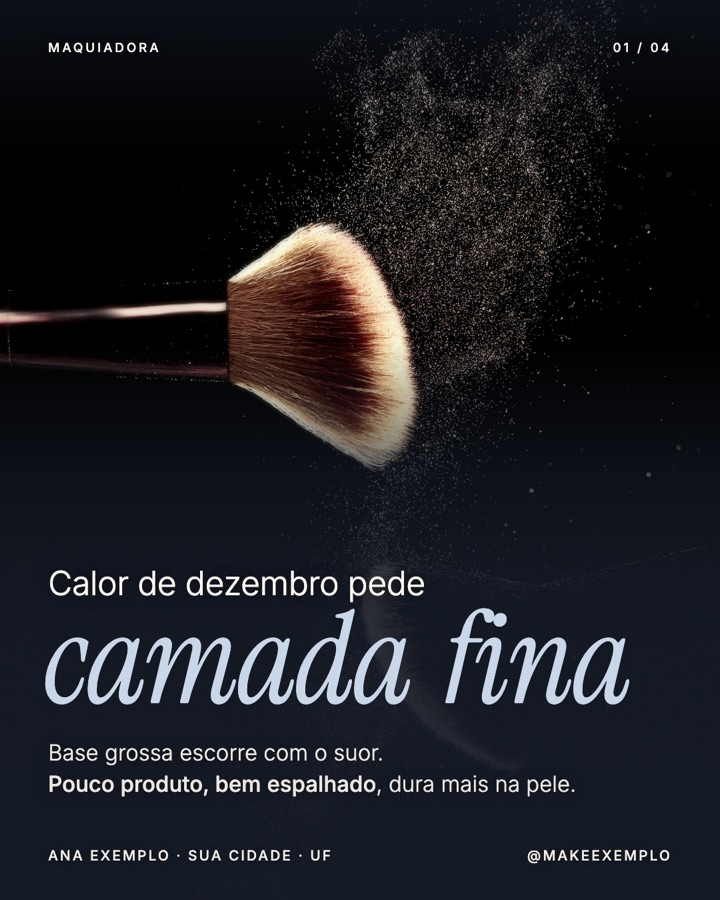 MAQUIADORA
01 / 04
Calor de dezembro pede
camada fina
Base grossa escorre com o suor.
Pouco produto, bem espalhado, dura mais na pele.
ANA EXEMPLO · SUA CIDADE · UF
@MAKEEXEMPLO